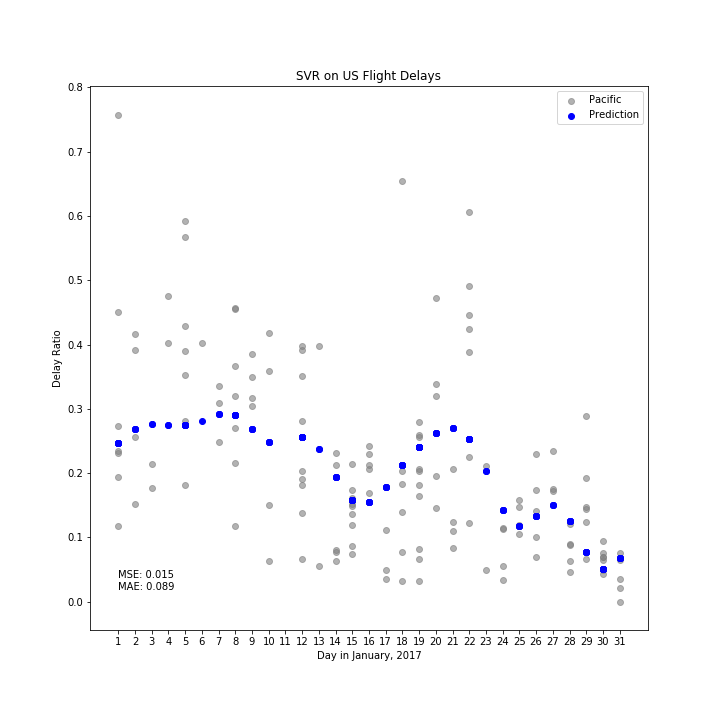 SVR on US Flight Delays
Pacific
Prediction
0.8
0.7
0.6
0.5
0.4
0.3
0.2
0.1
0.0
Delay Ratio
MSE: 0.015
MAE: 0.089
1 2 3 4 5 6 7 8 9 10 11 12 13 14 15 16 17 18 19 20 21 22 23 24 25 26 27 28 29 30 31
Day in January, 2017